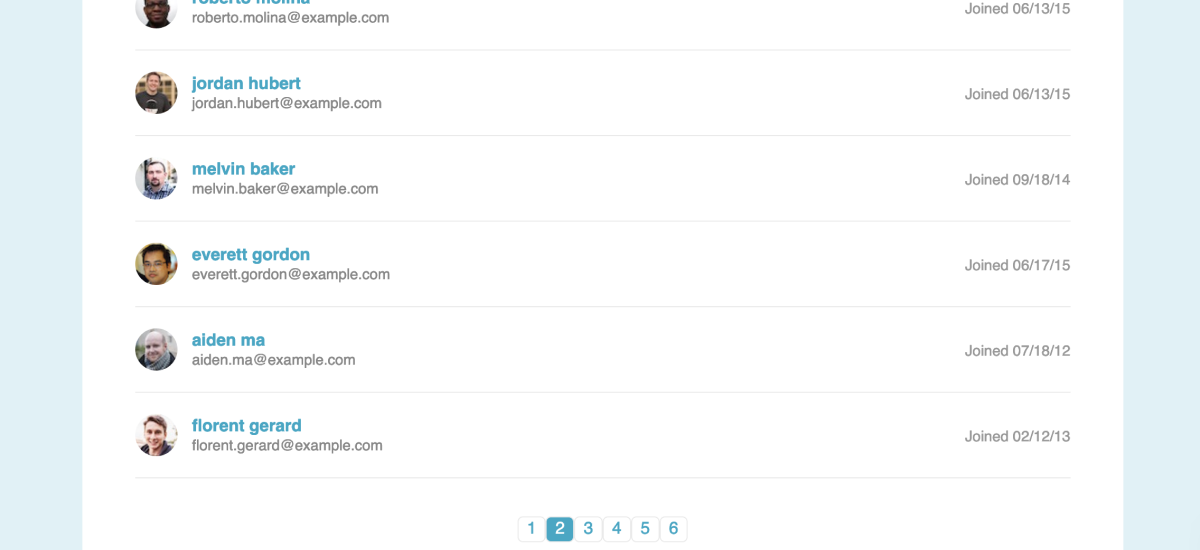 roberto molina
roberto.molina@example.com
Joined 06/13/15
jordan hubert
jordan.hubert@example.com
Joined 06/13/15
melvin baker
melvin.baker@example.com
Joined 09/18/14
everett gordon
everett.gordon@example.com
Joined 06/17/15
aiden ma
aiden.ma@example.com
Joined 07/18/12
florent gerard
florent.gerard@example.com
Joined 02/12/13
1 2 3 4 5 6